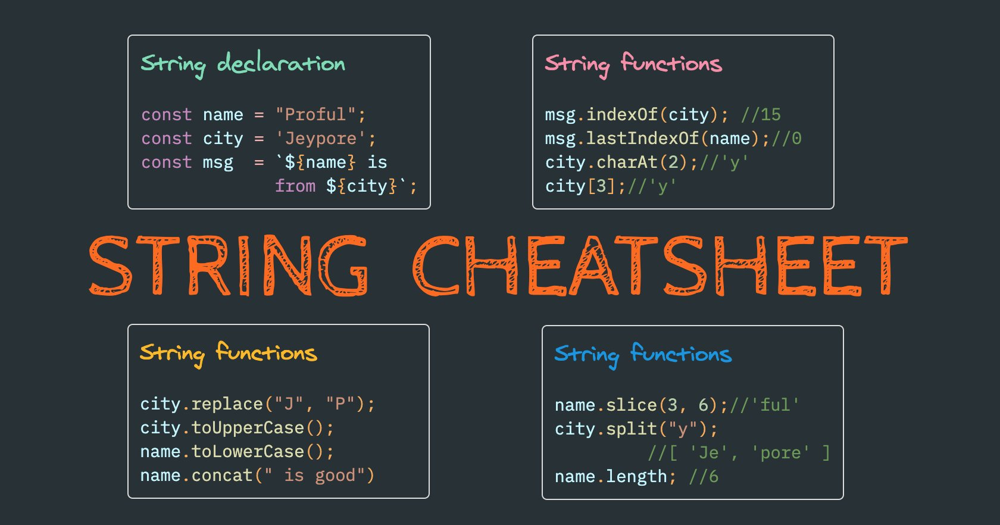 String declaration
const name = "Proful";
const city = 'Jeypore';
const msg  = `${name} is
from ${city}`;
String functions
msg.indexOf(city); //15
msg.lastIndexOf(name);//0
city.charAt(2);//'y'
city[3];//'y'
STRING CHEATSHEET
String functions
city.replace("J", "P");
city.toUpperCase();
name.toLowerCase();
name.concat(" is good")
String functions
name.slice(3, 6);//'ful'
city.split("y");
//[ 'Je', 'pore' ]
name.length; //6